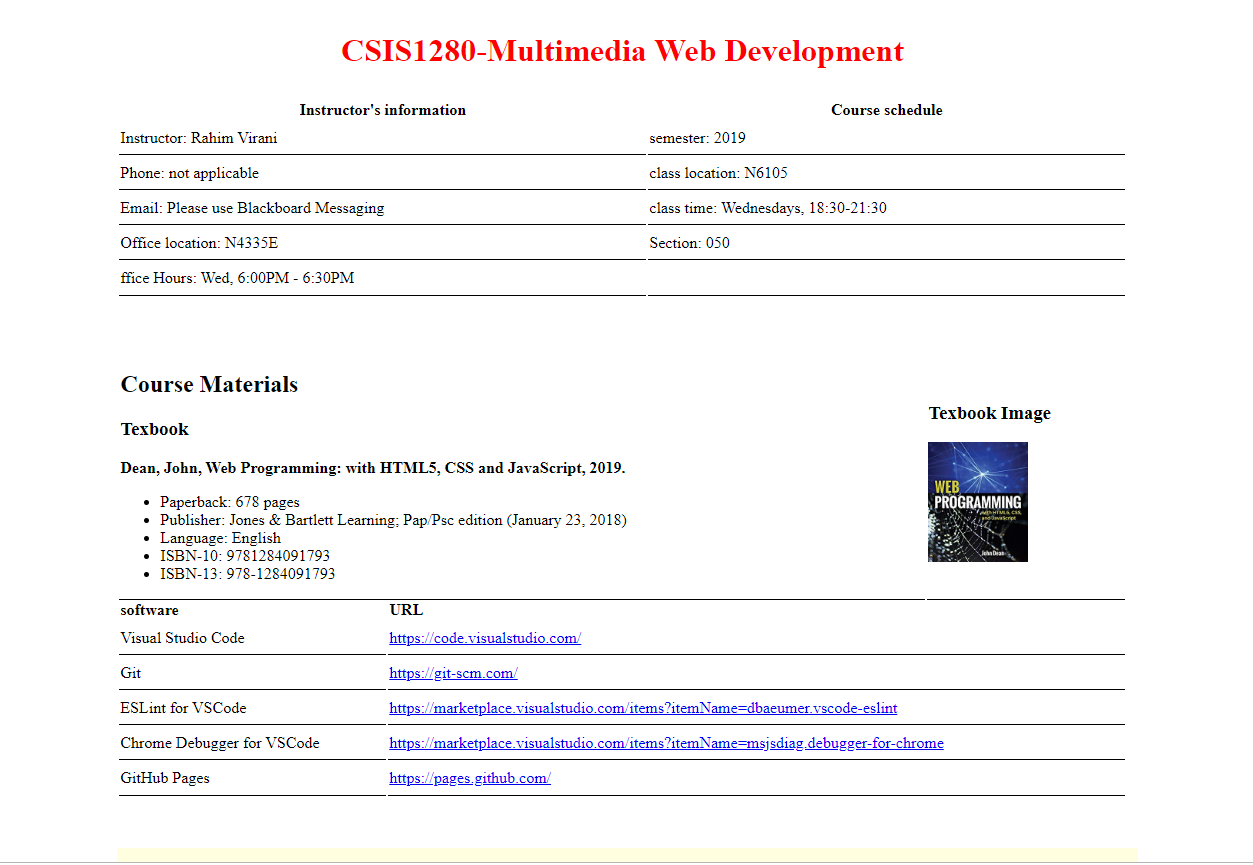 CSIS1280-Multimedia Web Development
Instructor's information
Course schedule
Instructor: Rahim Virani
semester: 2019
Phone: not applicable
class location: N6105
Email: Please use Blackboard Messaging
class time: Wednesdays, 18:30-21:30
Office location: N4335E
Section: 050
ffice Hours: Wed, 6:00PM - 6:30PM
Course Materials
Texbook
Dean, John, Web Programming: with HTML5, CSS and JavaScript, 2019.
Paperback: 678 pages
Publisher: Jones & Bartlett Learning; Pap/Psc edition (January 23, 2018)
Language: English
ISBN-10: 9781284091793
ISBN-13: 978-1284091793
Texbook Image
WEB
PROGRAMMING
with HTML5, CSS,
and JavaScript
John Dean
software
URL
Visual Studio Code
https://code.visualstudio.com/
Git
https://git-scm.com/
ESLint for VSCode
https://marketplace.visualstudio.com/items?itemName=dbaeumer.vscode-eslint
Chrome Debugger for VSCode
https://marketplace.visualstudio.com/items?itemName=msjsdiag.debugger-for-chrome
GitHub Pages
https://pages.github.com/